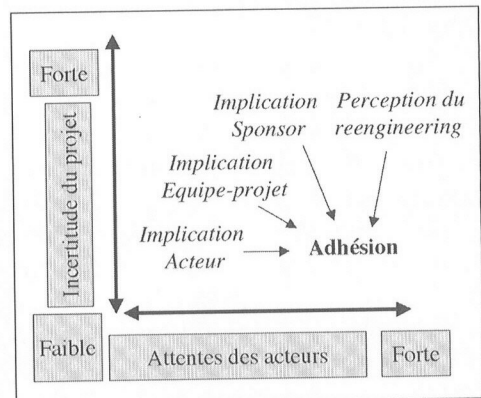 Forte
Incertitude du projet
Faible
Implication
Sponsor
Perception du
reengineering
Implication
Equipe-projet
Implication
Acteur
Adhésion
Attentes des acteurs
Forte